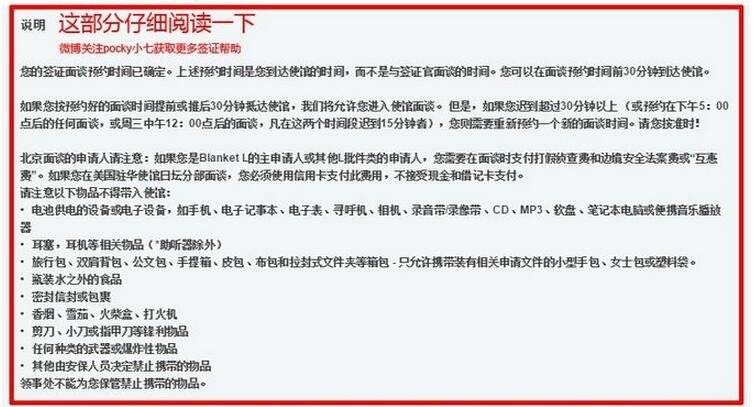 说明 这部分仔细阅读一下
微博关注pocky小七获取更多签证帮助
您的签证面谈预约时间已确定。上述预约时间是您到达使馆的时间，而不是与签证官面谈的时间。您可以在面谈预约时间前30分钟到达使馆。
如果您按预约好的面谈时间提前或推后30分钟抵达使馆，我们将允许您进入使馆面谈。但是，如果您迟到超过30分钟以上（或预约在下午5：00
点后的任何面谈，或周三中午12：00点后的面谈，凡在这两个时间段迟到15分钟者），您则需要重新预约一个新的面谈时间。请您按准时！
北京面谈的申请人请注意：如果您是Blanket L的主申请人或其他L批件类的申请人，您需要在面谈时支付打假侦查费和边境安全法案费或“互惠
费”。如果您在美国驻华使馆日坛分部面谈，您必须使用信用卡支付此费用，不接受现金和借记卡支付。
请注意以下物品不得带入使馆：
• 电池供电的设备或电子设备，如手机、电子记事本、电子表、寻呼机、相机、录音带/录像带、CD、MP3、软盘、笔记本电脑或便携音乐播放
器
• 耳塞，耳机等相关物品（*助听器除外）
• 旅行包、双肩背包、公文包、手提箱、皮包、布包和拉封式文件夹等箱包 - 只允许携带装有相关申请文件的小型手包、女士包或塑料袋。
• 瓶装水之外的食品
• 密封信封或包裹
• 香烟、雪茄、火柴盒、打火机
• 剪刀、小刀或指甲刀等锋利物品
• 任何种类的武器或爆炸性物品
• 其他由安保人员决定禁止携带的物品
领事处不能为您保管禁止携带的物品。